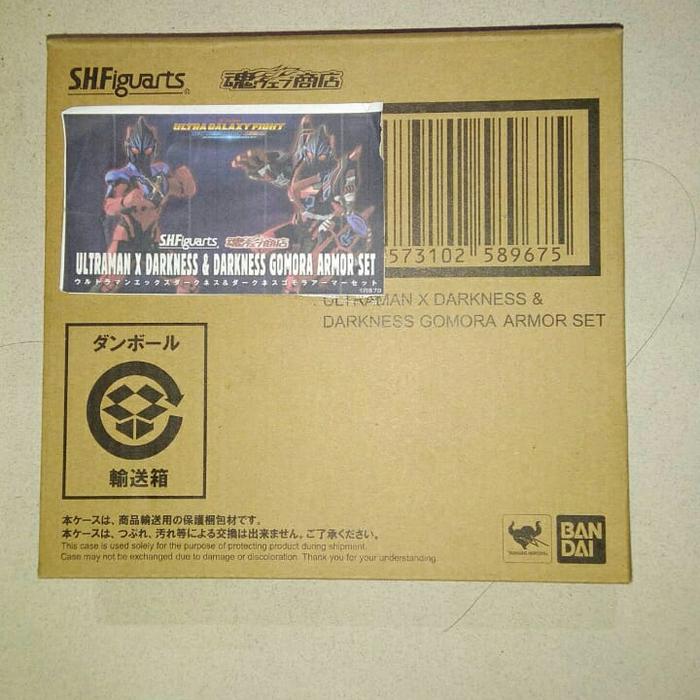 S.H.Figuarts
魂ウェブ商店
ULTRA GALAXY FIGHT
S.H.Figuarts 魂ウェブ商店
ULTRAMAN X DARKNESS & DARKNESS GOMORA ARMOR SET
ウルトラマンエックスダークネス&ダークネスゴモラアーマーセット
©円谷プロ
573102 589675
ULTRAMAN X DARKNESS &
DARKNESS GOMORA ARMOR SET
ダンボール
輸送箱
本ケースは、商品輸送用の保護梱包材です。
本ケースは、つぶれ、汚れ等による交換は出来ません。ご了承ください。
This case is used solely for the purpose of protecting product during shipment.
Case may not be exchanged due to damage or discoloration. Thank you for your understanding.
TAMASHII NATIONS
BAN
DAI